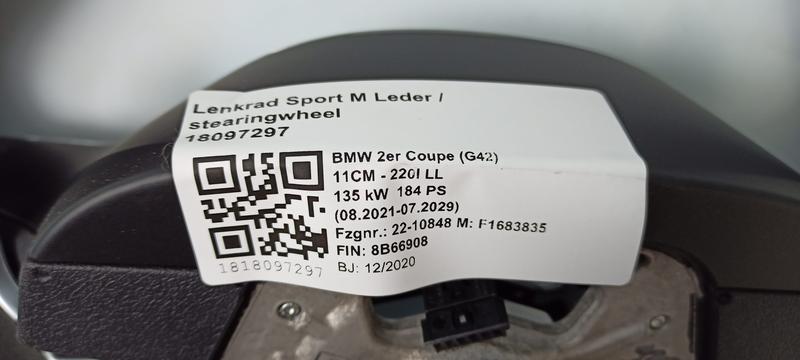 Lenkrad Sport M Leder /
stearingwheel
18097297
BMW 2er Coupe (G42)
11CM - 220I LL
135 kW 184 PS
(08.2021-07.2029)
Fzgnr.: 22-10848 M: F1683835
FIN: 8B66908
BJ: 12/2020
1818097297